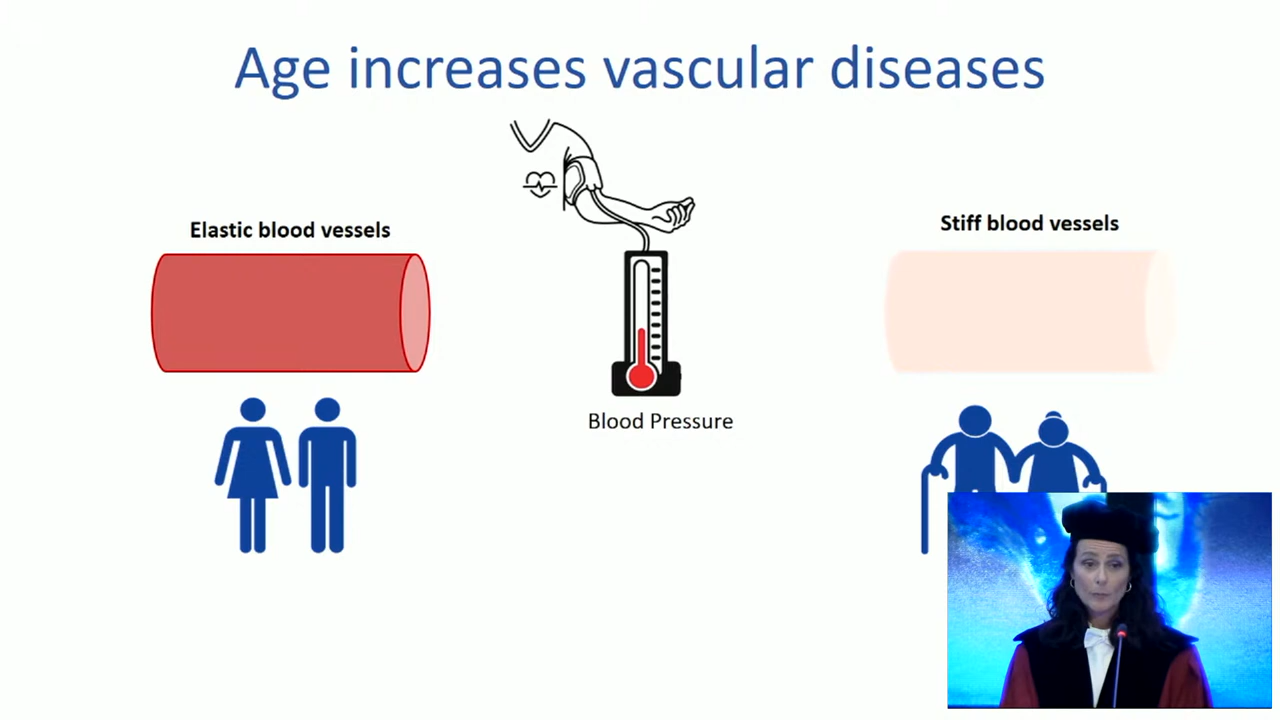 Age increases vascular diseases
Elastic blood vessels
Stiff blood vessels
Blood Pressure